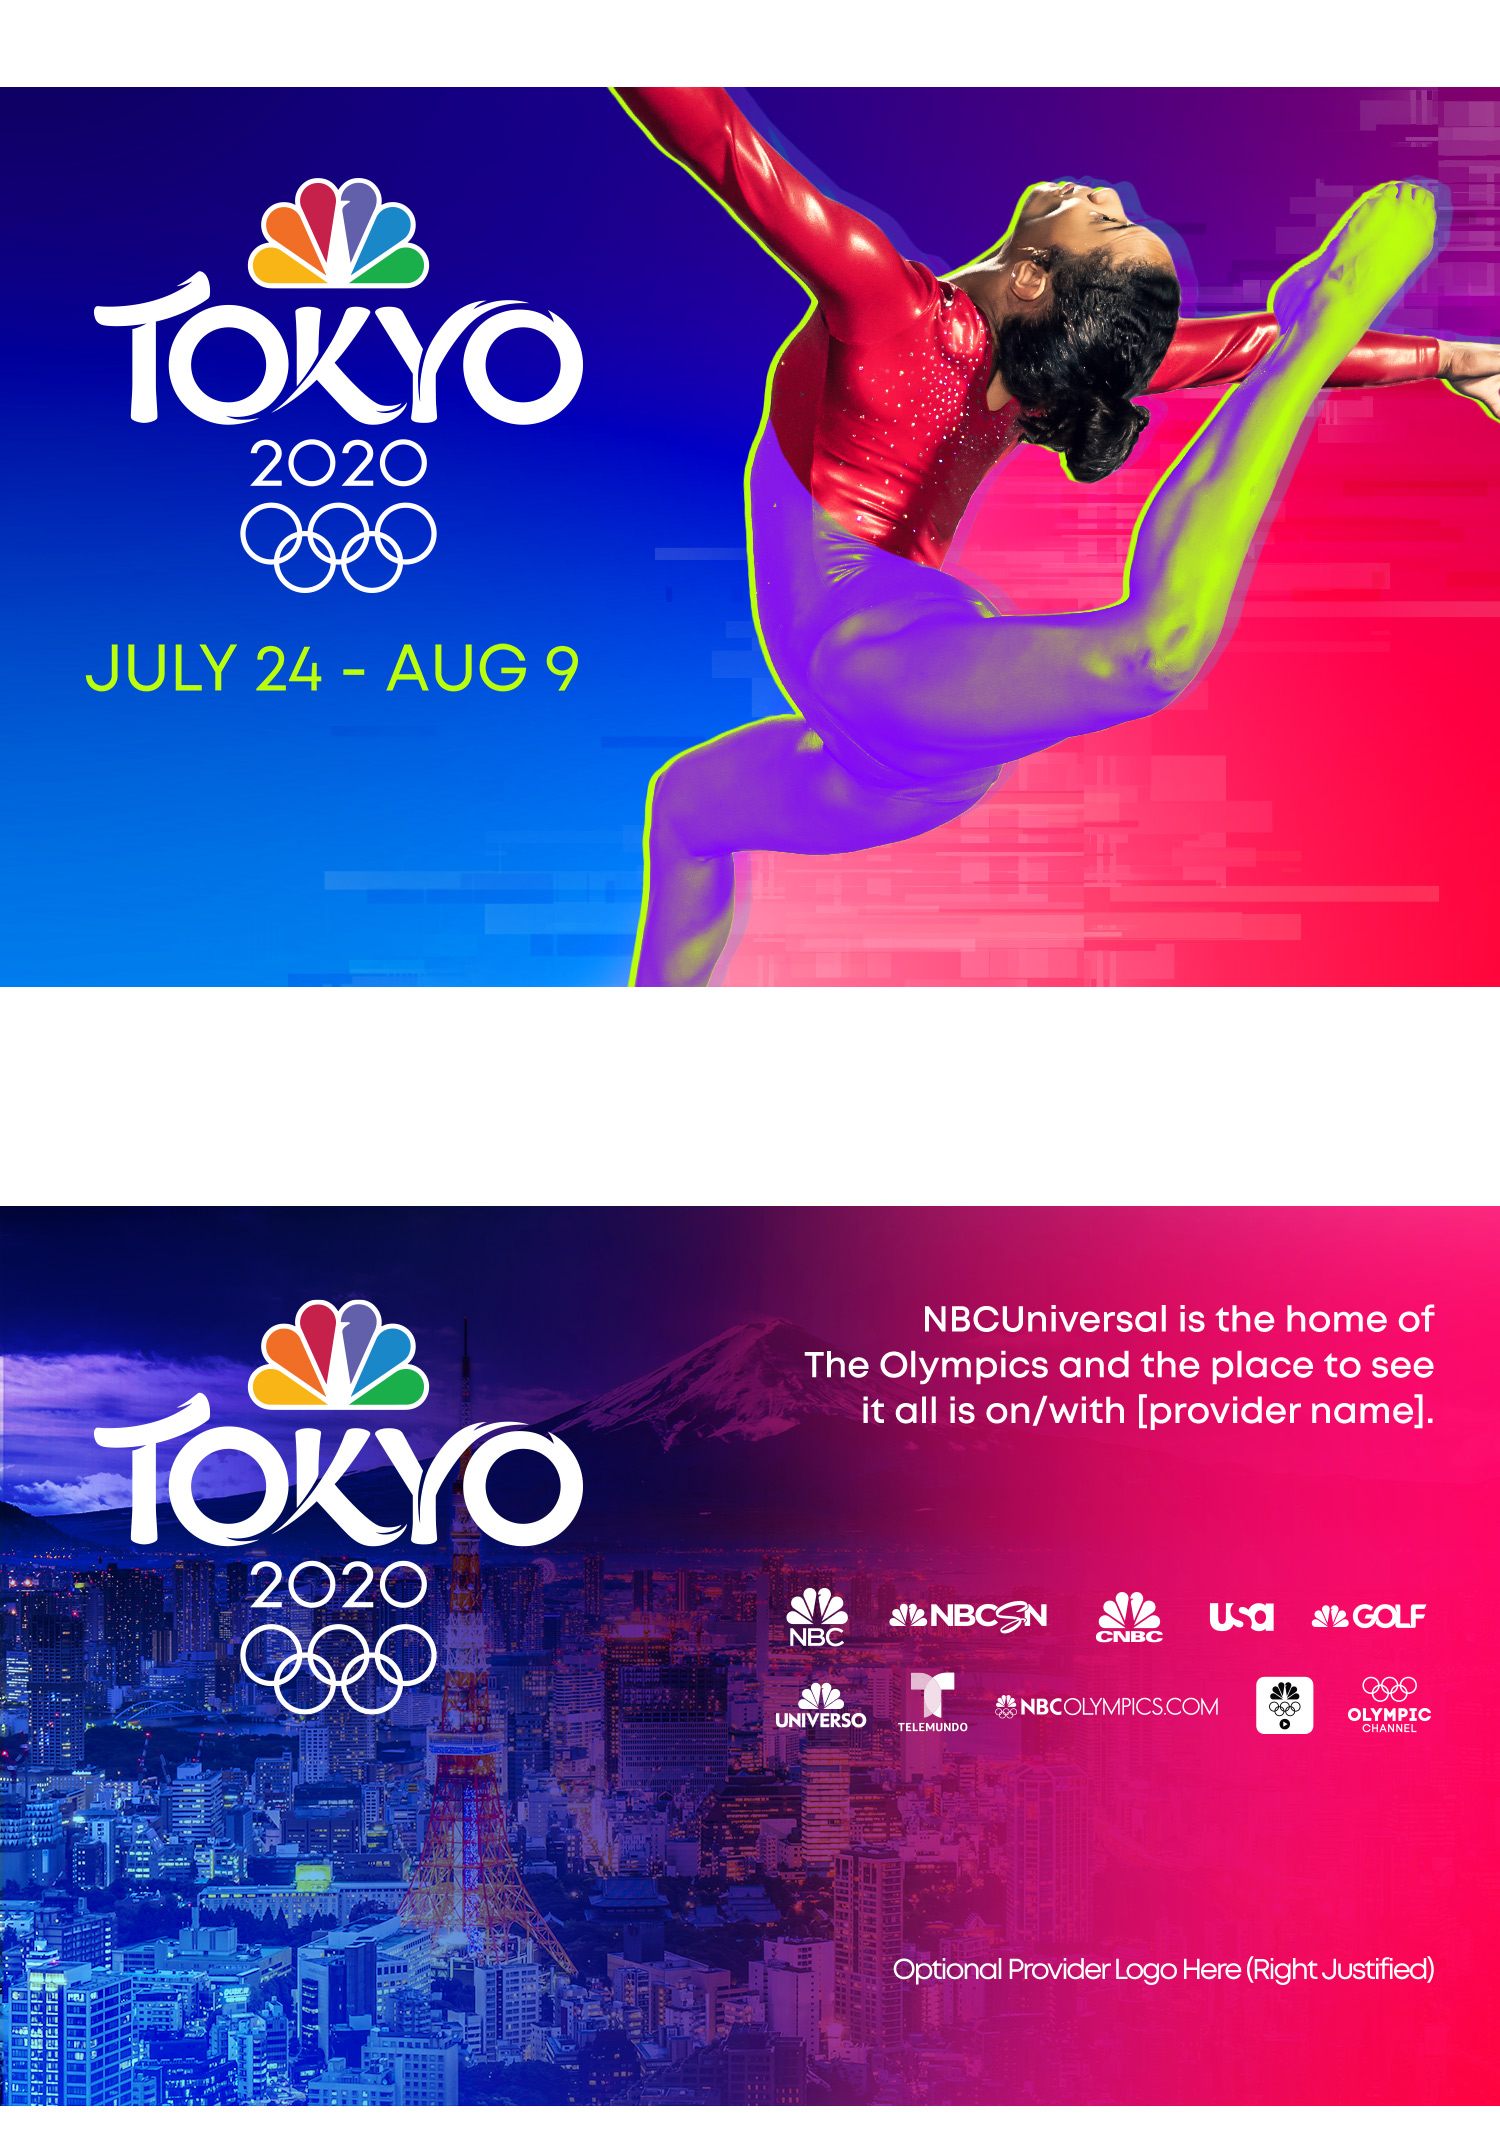 TOKYO
2020
JULY 24 - AUG 9
TOKYO
2020
NBCUniversal is the home of
The Olympics and the place to see
it all is on/with [provider name].
NBC NBCSN CNBC usa GOLF
UNIVERSO TELEMUNDO NBCOLYMPICS.COM OLYMPIC CHANNEL
Optional Provider Logo Here (Right Justified)